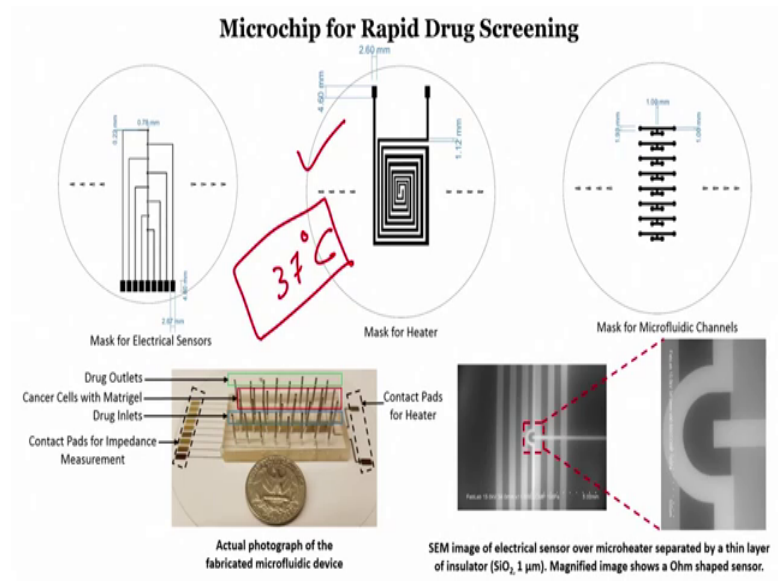 Microchip for Rapid Drug Screening
2.60 mm
4.60 mm
1.12 mm
0.78 mm
1.00 mm
37°C
Mask for Electrical Sensors
Mask for Heater
Mask for Microfluidic Channels
Drug Outlets
Cancer Cells with Matrigel
Drug Inlets
Contact Pads for Impedance
Measurement
Contact Pads
for Heater
Actual photograph of the
fabricated microfluidic device
SEM image of electrical sensor over microheater separated by a thin layer
of insulator (SiO2, 1 μm). Magnified image shows a Ohm shaped sensor.